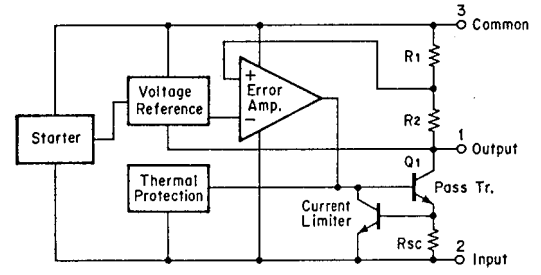 3
Common
R1
+
Error
Amp.
−
Voltage
Reference
Starter
R2
1
Output
Q1
Pass Tr.
Thermal
Protection
Current
Limiter
Rsc
2
Input